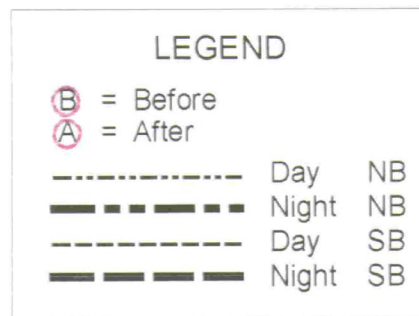 LEGEND
B = Before
A = After
Day NB
Night NB
Day SB
Night SB